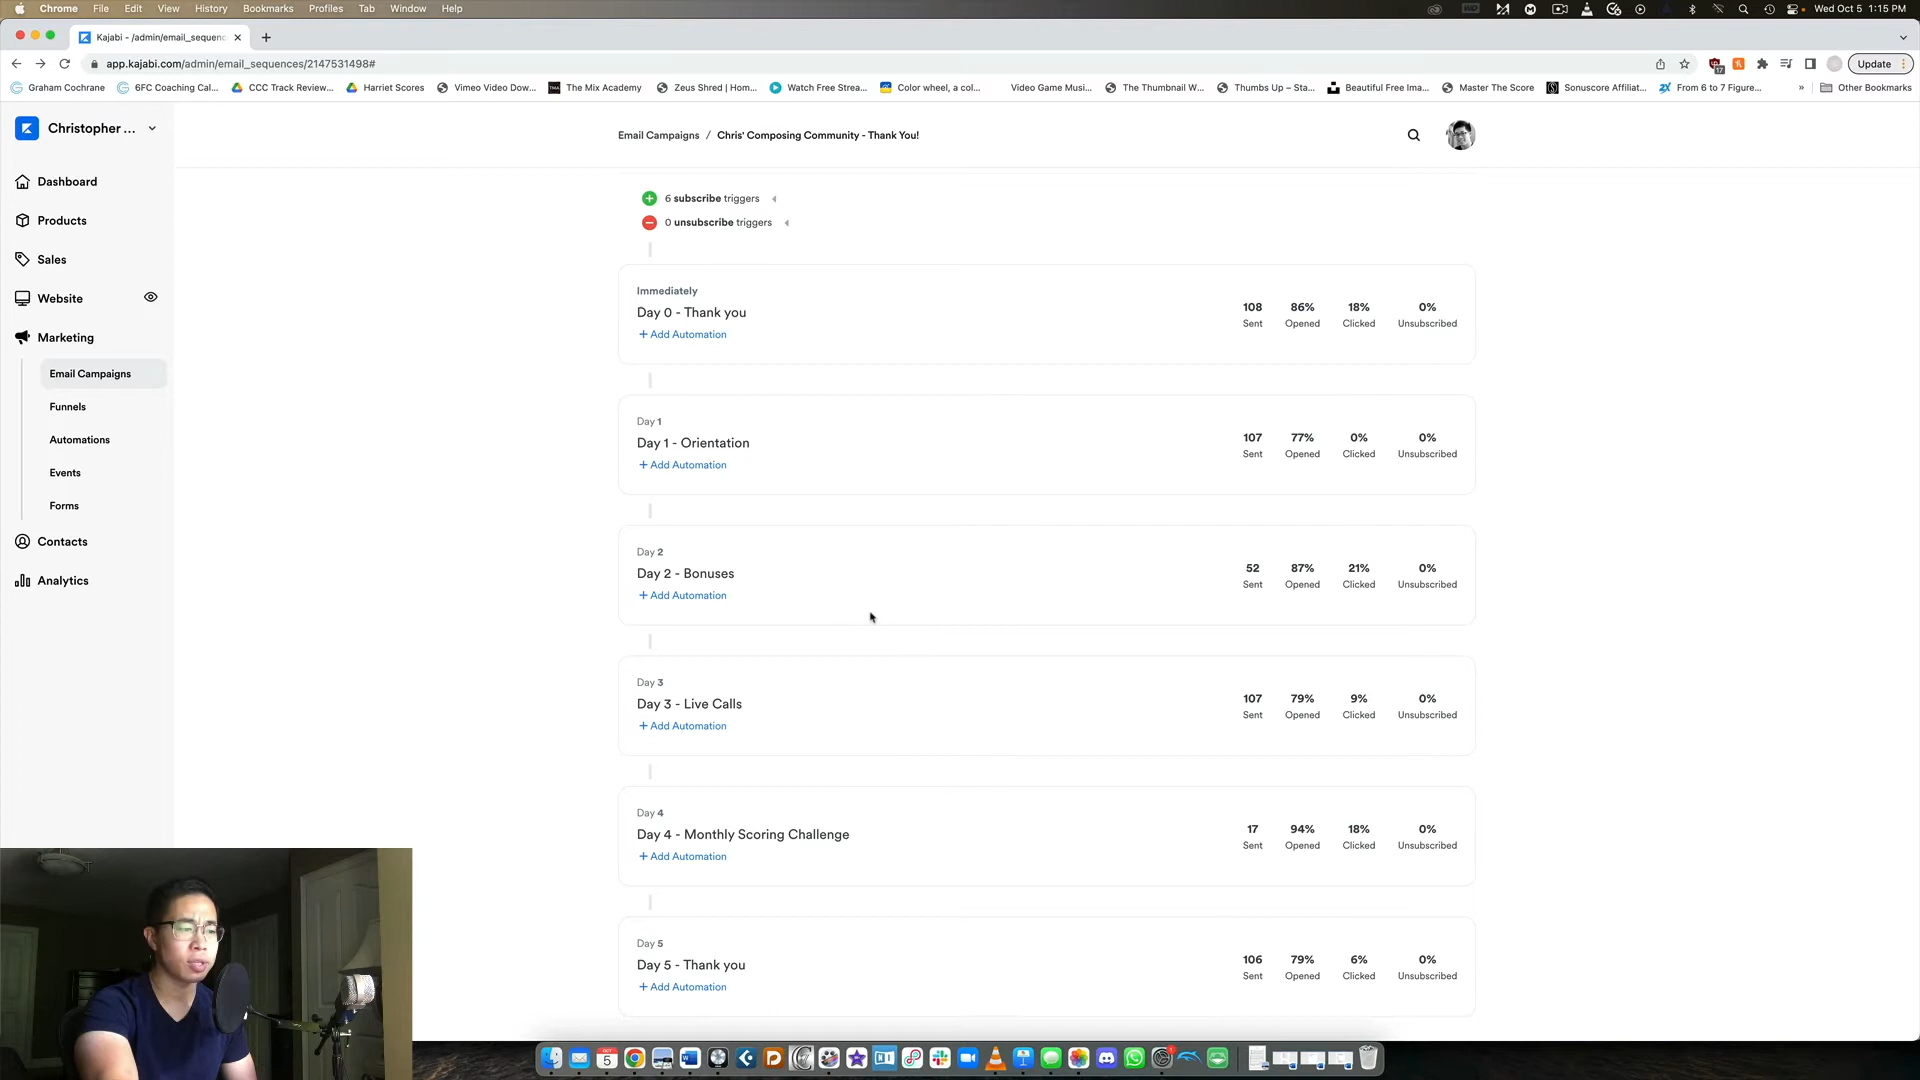 Chrome File Edit View History Bookmarks Profiles Tab Window Help
Wed Oct 5 1:15 PM
Kajabi - /admin/email_sequenc
app.kajabi.com/admin/email_sequences/2147531498#
Update
Graham Cochrane 6FC Coaching Cal... CCC Track Review... Harriet Scores Vimeo Video Dow... The Mix Academy Zeus Shred | Hom... Watch Free Strea... Color wheel, a col... Video Game Musi... The Thumbnail W... Thumbs Up – Sta... Beautiful Free Ima... Master The Score Sonuscore Affiliat... From 6 to 7 Figure... » Other Bookmarks
Christopher ...
Dashboard
Products
Sales
Website
Marketing
Email Campaigns
Funnels
Automations
Events
Forms
Contacts
Analytics
Email Campaigns / Chris' Composing Community - Thank You!
6 subscribe triggers
0 unsubscribe triggers
Immediately
Day 0 - Thank you
+ Add Automation
108 86% 18% 0%
Sent Opened Clicked Unsubscribed
Day 1
Day 1 - Orientation
+ Add Automation
107 77% 0% 0%
Sent Opened Clicked Unsubscribed
Day 2
Day 2 - Bonuses
+ Add Automation
52 87% 21% 0%
Sent Opened Clicked Unsubscribed
Day 3
Day 3 - Live Calls
+ Add Automation
107 79% 9% 0%
Sent Opened Clicked Unsubscribed
Day 4
Day 4 - Monthly Scoring Challenge
+ Add Automation
17 94% 18% 0%
Sent Opened Clicked Unsubscribed
Day 5
Day 5 - Thank you
+ Add Automation
106 79% 6% 0%
Sent Opened Clicked Unsubscribed